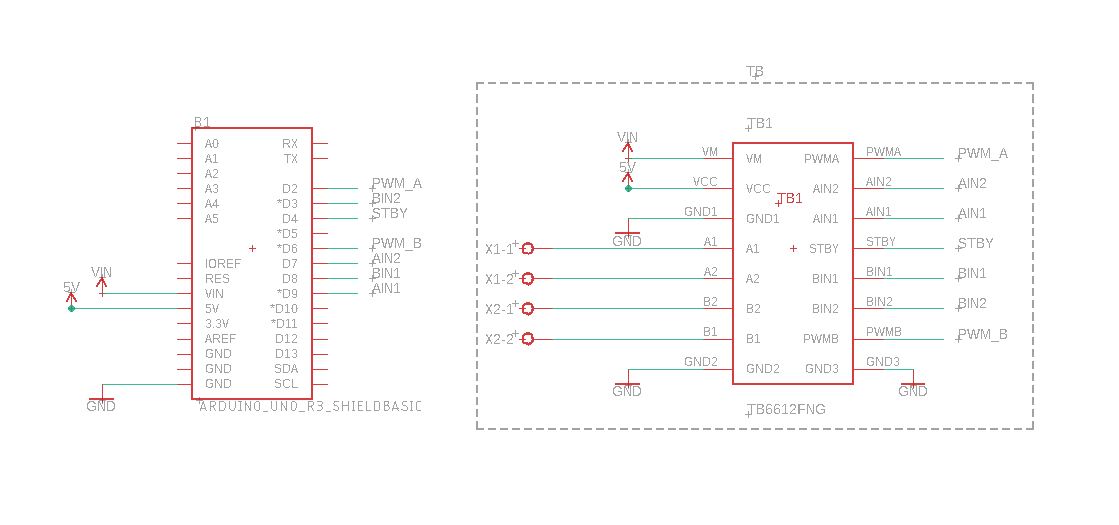 B1
A0 RX
A1 TX
A2
A3 D2 PWM_A
A4 *D3 BIN2
A5 D4 STBY
*D5
*D6 PWM_B
IOREF D7 AIN2
RES D8 BIN1
VIN VIN *D9 AIN1
5V 5V *D10
3.3V *D11
AREF D12
GND D13
GND SDA
GND SCL
GND
ARDUINO_UNO_R3_SHIELDBASIC
TB
TB1
VIN VM VM PWMA PWMA PWM_A
5V VCC VCC AIN2 AIN2 AIN2
TB1
GND1 GND1 AIN1 AIN1 AIN1
GND
X1-1 A1 A1 STBY STBY STBY
X1-2 A2 A2 BIN1 BIN1 BIN1
X2-1 B2 B2 BIN2 BIN2 BIN2
X2-2 B1 B1 PWMB PWMB PWM_B
GND2 GND2 GND3 GND3
GND GND
TB6612FNG